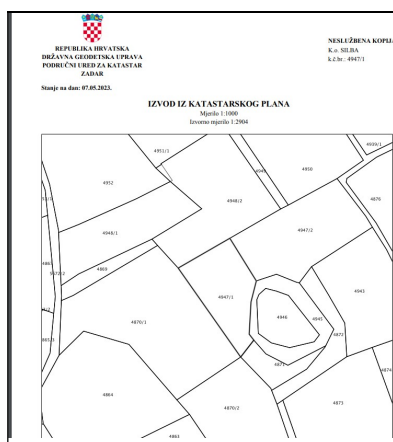 REPUBLIKA HRVATSKA
DRŽAVNA GEODETSKA UPRAVA
PODRUČNI URED ZA KATASTAR
ZADAR
Stanje na dan: 07.05.2023.
NESLUŽBENA KOPIJA
K.o. SILBA
k.č.br.: 4947/1
IZVOD IZ KATASTARSKOG PLANA
Mjerilo 1:1000
Izvorno mjerilo 1:2904
4951/1
4939/1
4952
4950
4948/2
4876
4948/1
4947/2
4869
4943
4947/1
4946
4945
4870/1
4872
4871
4874
4864
4870/2
4873
4863